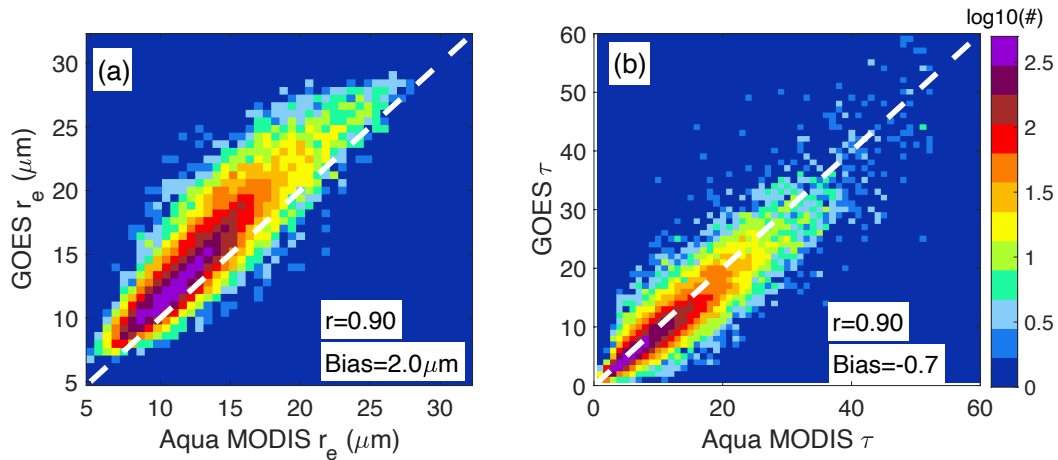 log10(#)
(a)
30
25
20
15
10
5
GOES r_e (μm)
r=0.90
Bias=2.0μm
5
10
15
20
25
30
Aqua MODIS r_e (μm)
(b)
60
50
40
30
20
10
0
GOES τ
r=0.90
Bias=-0.7
0
20
40
60
Aqua MODIS τ
2.5
2
1.5
1
0.5
0